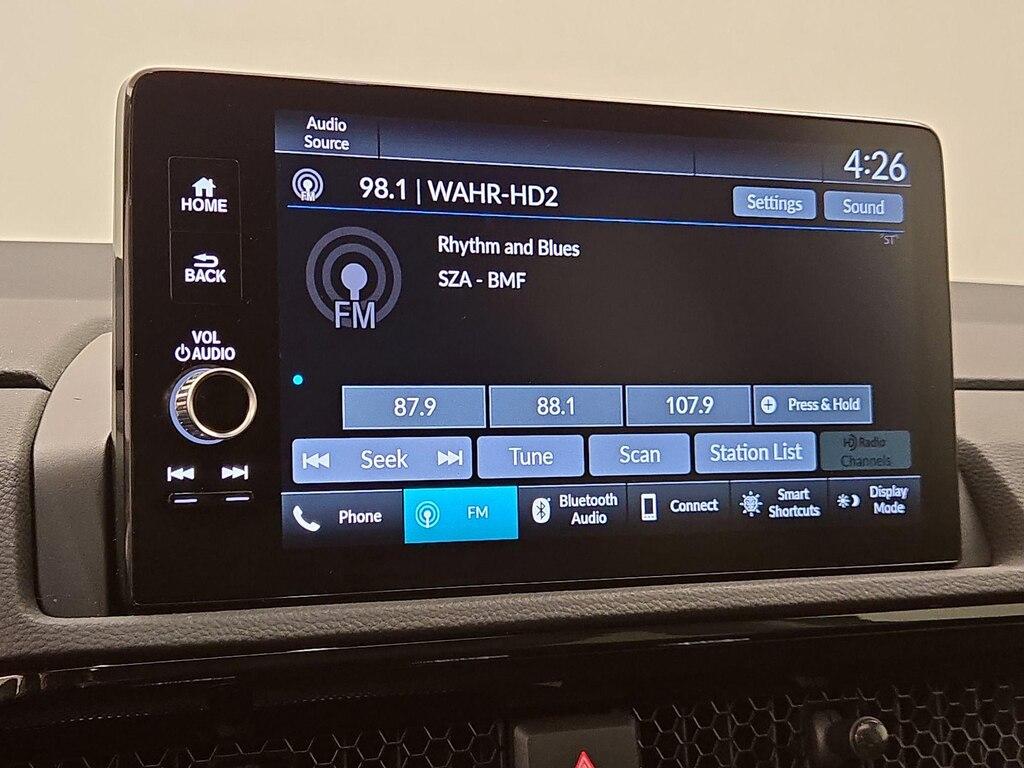 Audio
Source
4:26
HOME
FM
98.1 | WAHR-HD2
Settings
Sound
"ST"
BACK
Rhythm and Blues
SZA - BMF
FM
VOL
AUDIO
87.9
88.1
107.9
+ Press & Hold
Seek
Tune
Scan
Station List
HD Radio
Channels
Phone
FM
Bluetooth
Audio
Connect
Smart
Shortcuts
Display
Mode